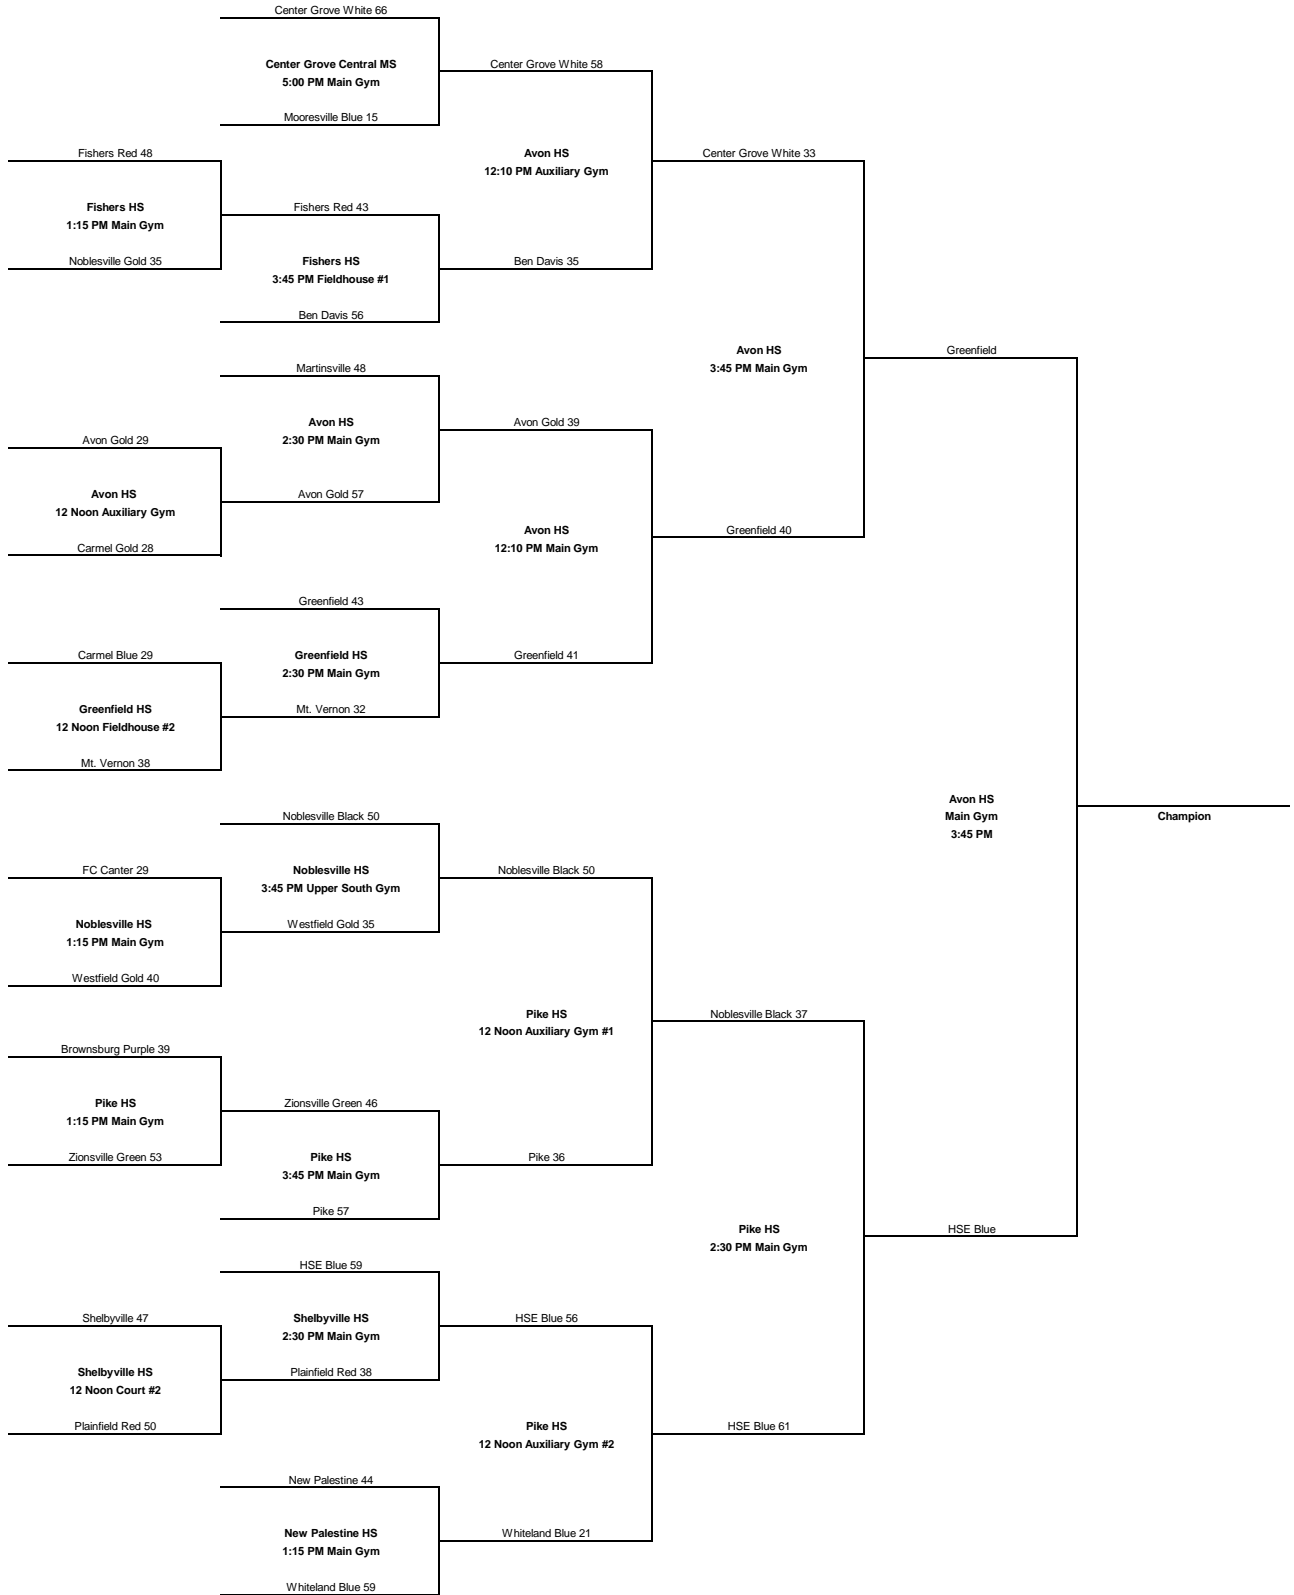 Center Grove White 66
Center Grove Central MS
5:00 PM Main Gym
Center Grove White 58
Mooresville Blue 15
Fishers Red 48
Avon HS
12:10 PM Auxiliary Gym
Center Grove White 33
Fishers HS
1:15 PM Main Gym
Fishers Red 43
Noblesville Gold 35
Fishers HS
3:45 PM Fieldhouse #1
Ben Davis 35
Ben Davis 56
Avon HS
3:45 PM Main Gym
Greenfield
Martinsville 48
Avon HS
2:30 PM Main Gym
Avon Gold 39
Avon Gold 29
Avon HS
12 Noon Auxiliary Gym
Avon Gold 57
Carmel Gold 28
Avon HS
12:10 PM Main Gym
Greenfield 40
Greenfield 43
Carmel Blue 29
Greenfield HS
2:30 PM Main Gym
Greenfield 41
Greenfield HS
12 Noon Fieldhouse #2
Mt. Vernon 32
Mt. Vernon 38
Avon HS
Main Gym
3:45 PM
Champion
Noblesville Black 50
FC Canter 29
Noblesville HS
3:45 PM Upper South Gym
Noblesville Black 50
Noblesville HS
1:15 PM Main Gym
Westfield Gold 35
Westfield Gold 40
Pike HS
12 Noon Auxiliary Gym #1
Noblesville Black 37
Brownsburg Purple 39
Pike HS
1:15 PM Main Gym
Zionsville Green 46
Zionsville Green 53
Pike HS
3:45 PM Main Gym
Pike 36
Pike 57
Pike HS
2:30 PM Main Gym
HSE Blue
HSE Blue 59
Shelbyville 47
Shelbyville HS
2:30 PM Main Gym
HSE Blue 56
Shelbyville HS
12 Noon Court #2
Plainfield Red 38
Plainfield Red 50
Pike HS
12 Noon Auxiliary Gym #2
HSE Blue 61
New Palestine 44
New Palestine HS
1:15 PM Main Gym
Whiteland Blue 21
Whiteland Blue 59